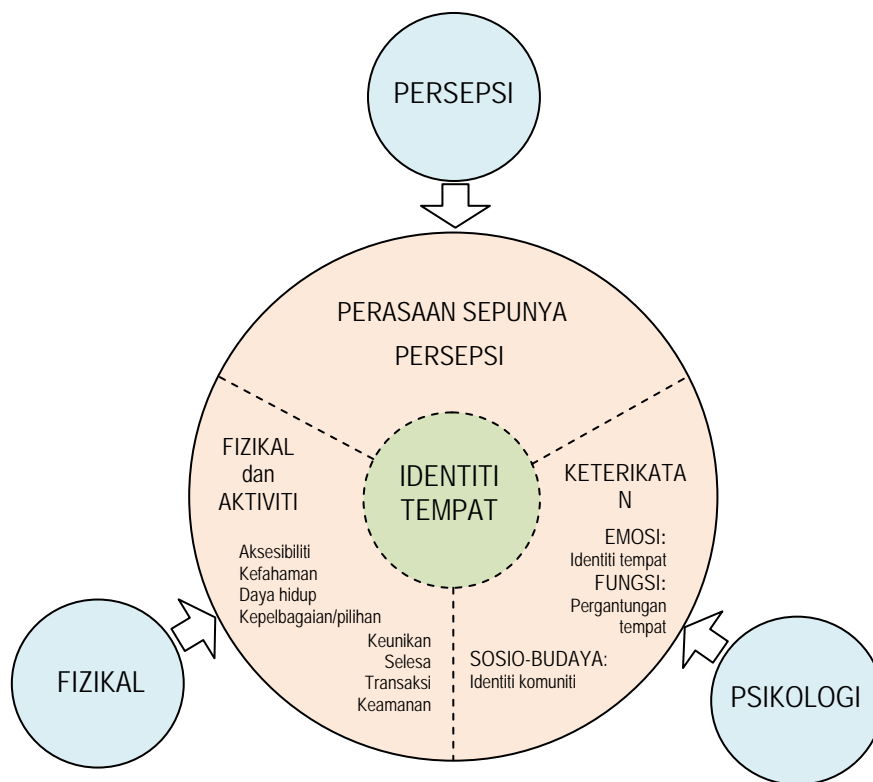 PERSEPSI
PERASAAN SEPUNYA
PERSEPSI
FIZIKAL
dan
AKTIVITI
Aksesibiliti
Kefahaman
Daya hidup
Kepelbagaian/pilihan
Keunikan
Selesa
Transaksi
Keamanan
IDENTITI
TEMPAT
KETERIKATA
N
EMOSI:
Identiti tempat
FUNGSI:
Pergantungan
tempat
SOSIO-BUDAYA:
Identiti komuniti
FIZIKAL
PSIKOLOGI